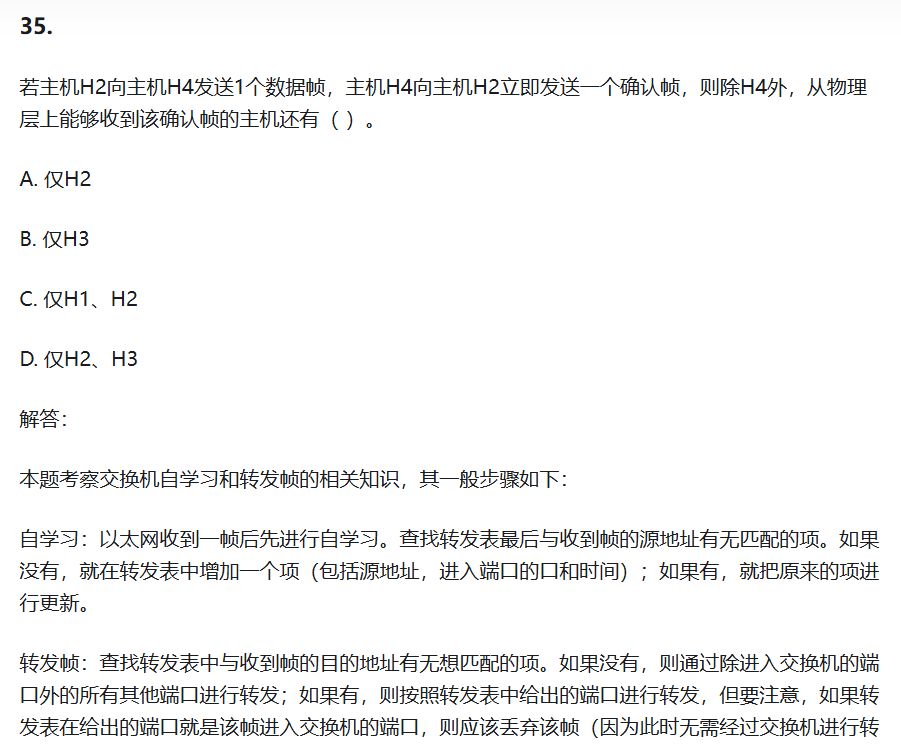 35.
若主机H2向主机H4发送1个数据帧，主机H4向主机H2立即发送一个确认帧，则除H4外，从物理
层上能够收到该确认帧的主机还有（ ）。
A. 仅H2
B. 仅H3
C. 仅H1、H2
D. 仅H2、H3
解答：
本题考察交换机自学习和转发帧的相关知识，其一般步骤如下：
自学习：以太网收到一帧后先进行自学习。查找转发表最后与收到帧的源地址有无匹配的项。如果
没有，就在转发表中增加一个项（包括源地址，进入端口的口和时间）；如果有，就把原来的项进
行更新。
转发帧：查找转发表中与收到帧的目的地址有无想匹配的项。如果没有，则通过除进入交换机的端
口外的所有其他端口进行转发；如果有，则按照转发表中给出的端口进行转发，但要注意，如果转
发表在给出的端口就是该帧进入交换机的端口，则应该丢弃该帧（因为此时无需经过交换机进行转